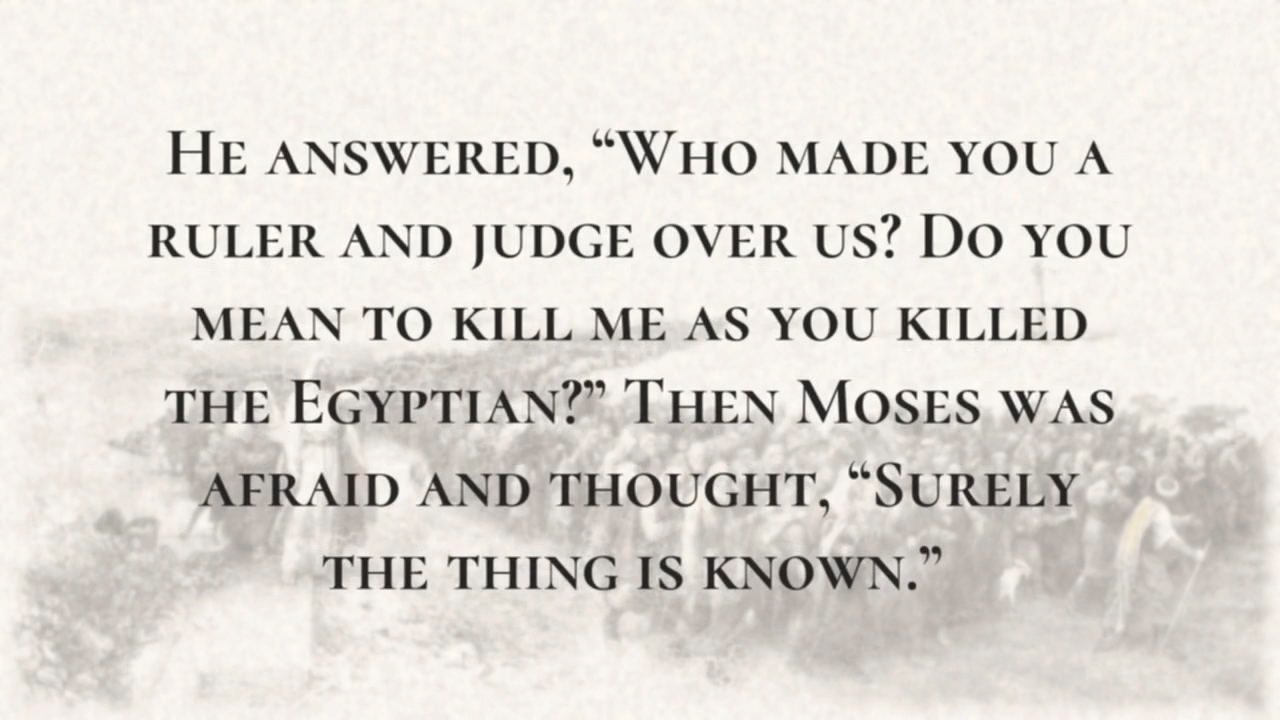 He answered, “Who made you a
ruler and judge over us? Do you
mean to kill me as you killed
the Egyptian?” Then Moses was
afraid and thought, “Surely
the thing is known.”